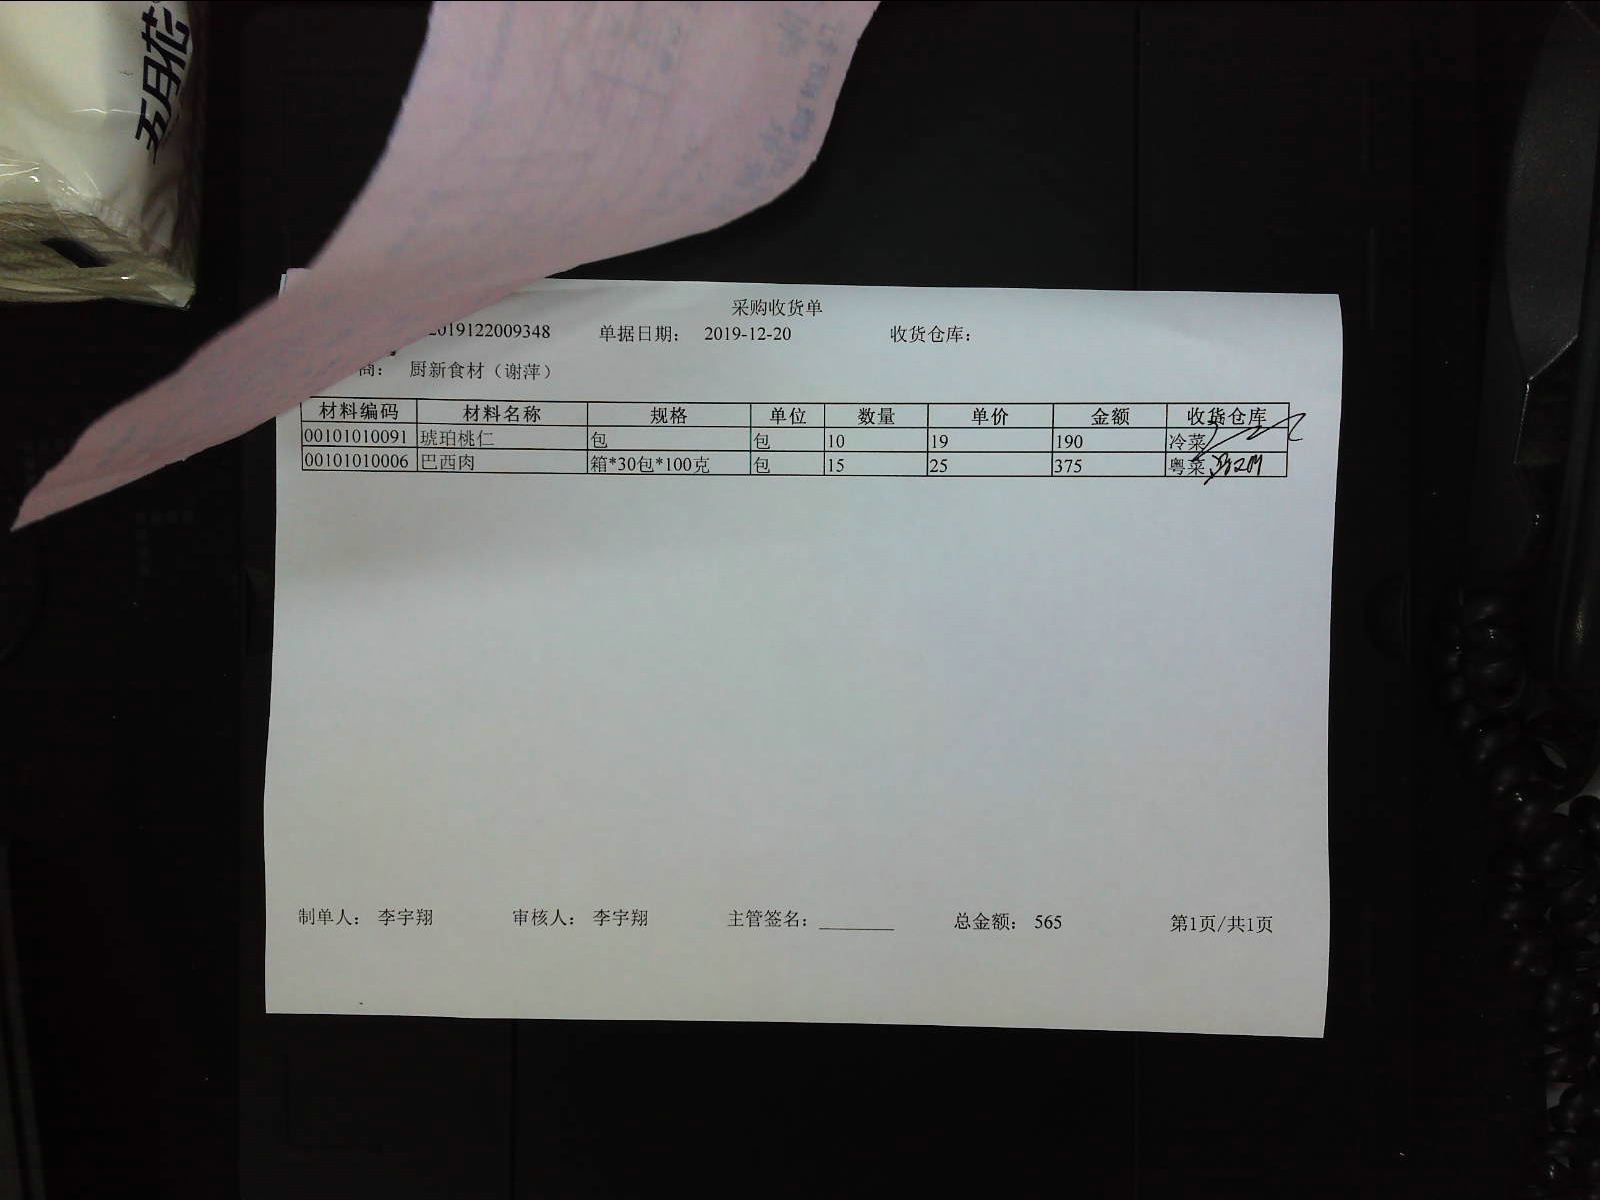 五月花
采购收货单
2019122009348 单据日期： 2019-12-20 收货仓库：
商： 厨新食材（谢萍）
材料编码 材料名称 规格 单位 数量 单价 金额 收货仓库
00101010091 琥珀桃仁 包 包 10 19 190 冷菜
00101010006 巴西肉 箱*30包*100克 包 15 25 375 粤菜
制单人： 李宇翔 审核人： 李宇翔 主管签名： 总金额： 565 第1页/共1页